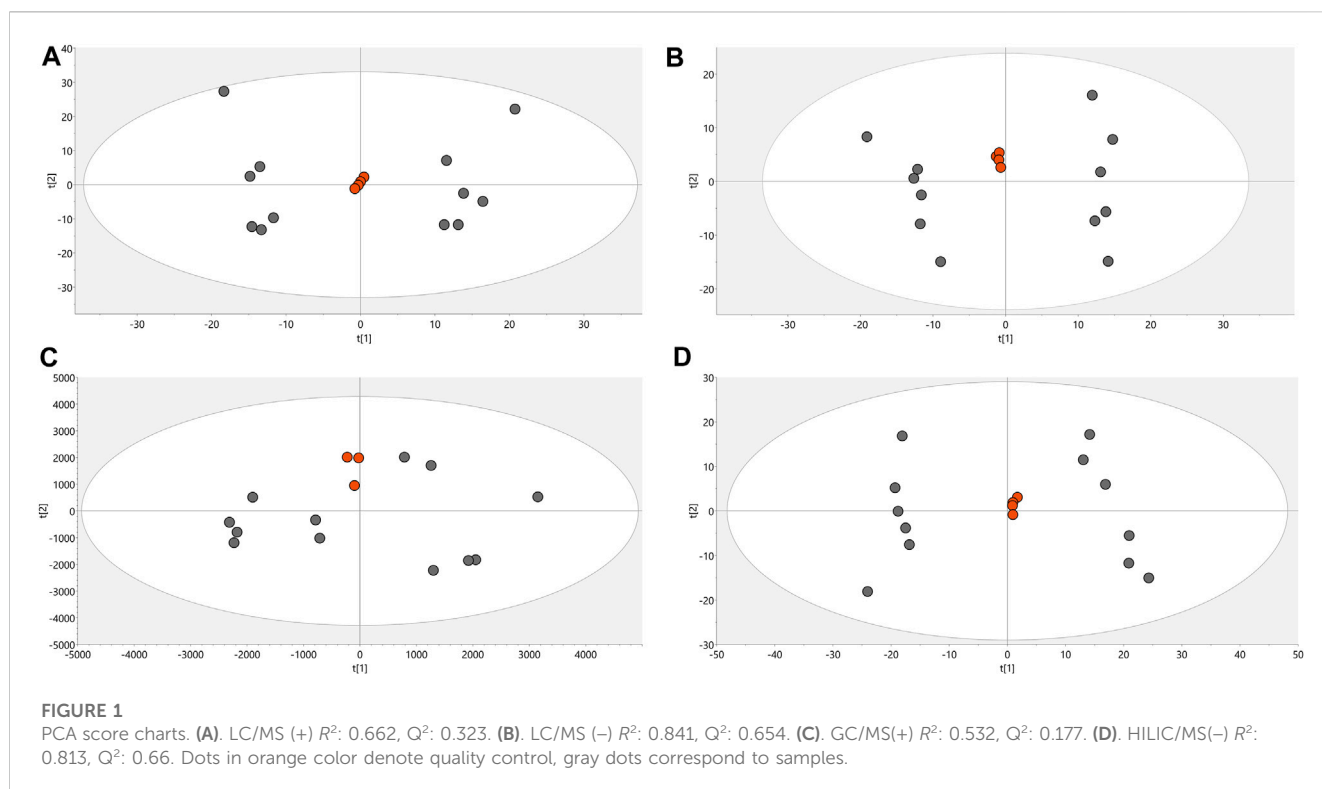 A
40
30
20
10
0
-10
-20
-30
t[2]
-30 -20 -10 0 10 20 30
t[1]
B
20
10
0
-10
-20
t[2]
-30 -20 -10 0 10 20 30
t[1]
C
5000
4000
3000
2000
1000
0
-1000
-2000
-3000
-4000
-5000
t[2]
-5000 -4000 -3000 -2000 -1000 0 1000 2000 3000 4000
t[1]
D
30
20
10
0
-10
-20
-30
t[2]
-50 -40 -30 -20 -10 0 10 20 30 40 50
t[1]
FIGURE 1
PCA score charts. (A). LC/MS (+) R²: 0.662, Q²: 0.323. (B). LC/MS (−) R²: 0.841, Q²: 0.654. (C). GC/MS(+) R²: 0.532, Q²: 0.177. (D). HILIC/MS(−) R²:
0.813, Q²: 0.66. Dots in orange color denote quality control, gray dots correspond to samples.